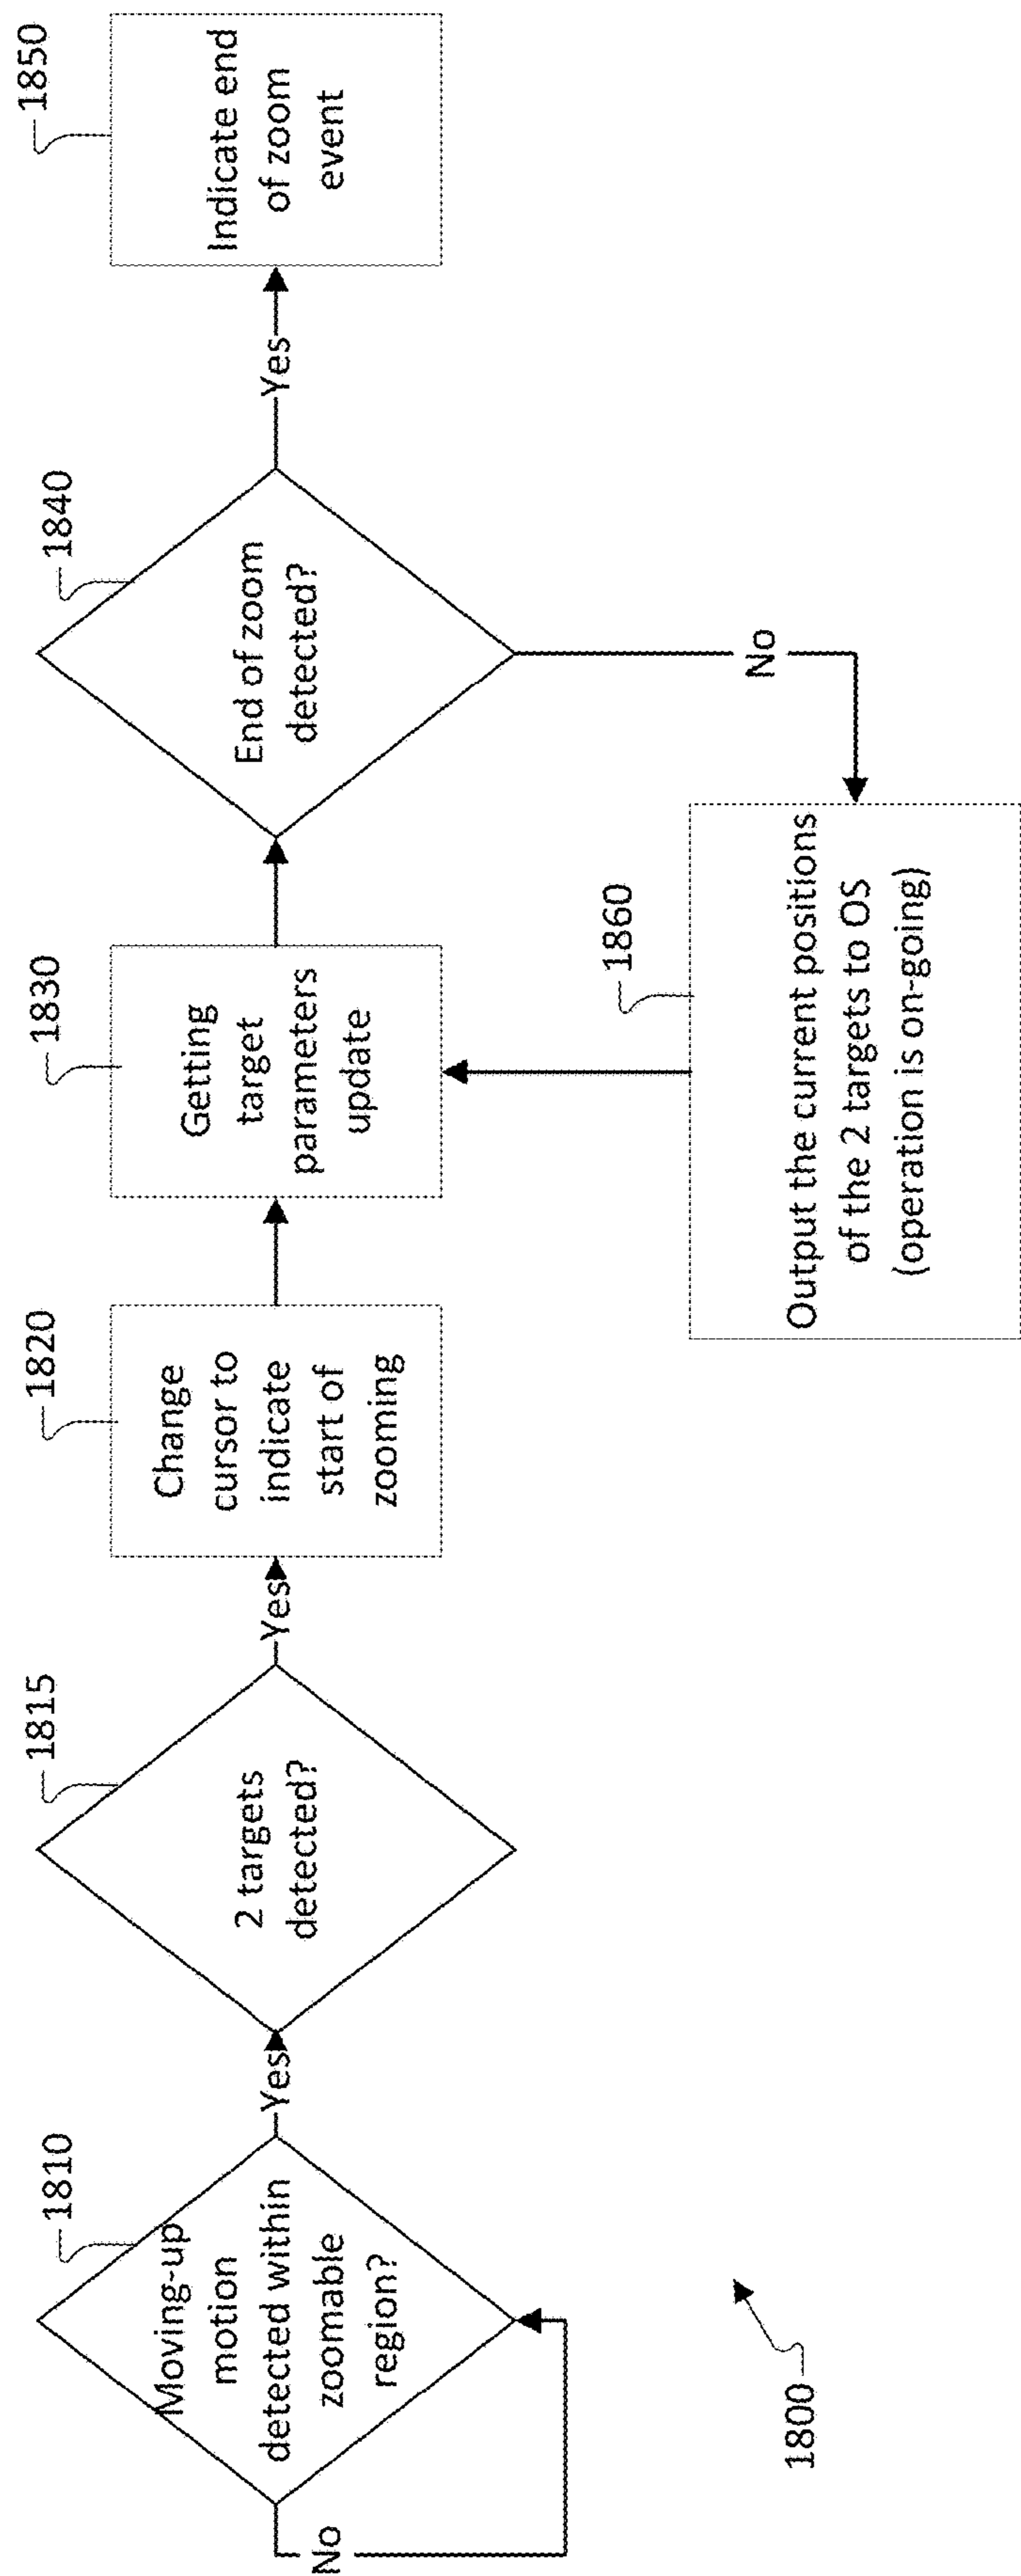 1810
Moving-up
motion
detected within
zoomable
region?
No
Yes
1815
2 targets
detected?
Yes
1820
Change
cursor to
indicate
start of
zooming
1830
Getting
target
parameters
update
1840
End of zoom
detected?
Yes
1850
Indicate end
of zoom
event
No
1860
Output the current positions
of the 2 targets to OS
(operation is on-going)
1800